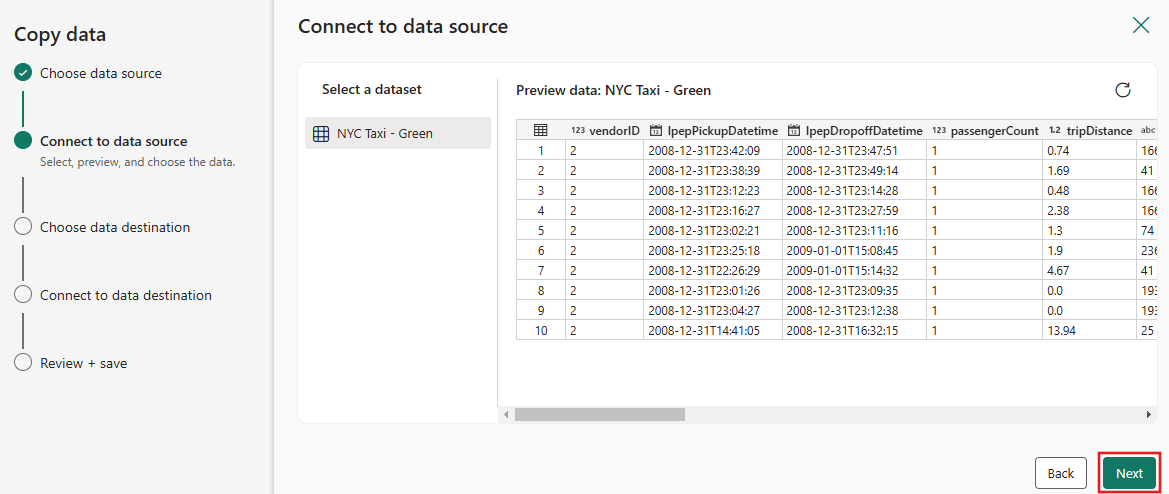 Copy data
Choose data source
Connect to data source
Select, preview, and choose the data.
Choose data destination
Connect to data destination
Review + save
Connect to data source
Select a dataset
NYC Taxi - Green
Preview data: NYC Taxi - Green
123 vendorID 12 lpepPickupDatetime 12 lpepDropoffDatetime 123 passengerCount 1.2 tripDistance abc
1 2 2008-12-31T23:42:09 2008-12-31T23:47:51 1 0.74 166
2 2 2008-12-31T23:38:39 2008-12-31T23:49:14 1 1.69 41
3 2 2008-12-31T23:12:23 2008-12-31T23:14:28 1 0.48 166
4 2 2008-12-31T23:16:27 2008-12-31T23:27:59 1 2.38 166
5 2 2008-12-31T23:02:21 2008-12-31T23:11:16 1 1.3 74
6 2 2008-12-31T23:25:18 2009-01-01T15:08:45 1 1.9 236
7 2 2008-12-31T22:26:29 2009-01-01T15:14:32 1 4.67 41
8 2 2008-12-31T23:01:26 2008-12-31T23:09:35 1 0.0 193
9 2 2008-12-31T23:04:27 2008-12-31T23:12:38 1 0.0 193
10 2 2008-12-31T14:41:05 2008-12-31T16:32:15 1 13.94 25
Back
Next